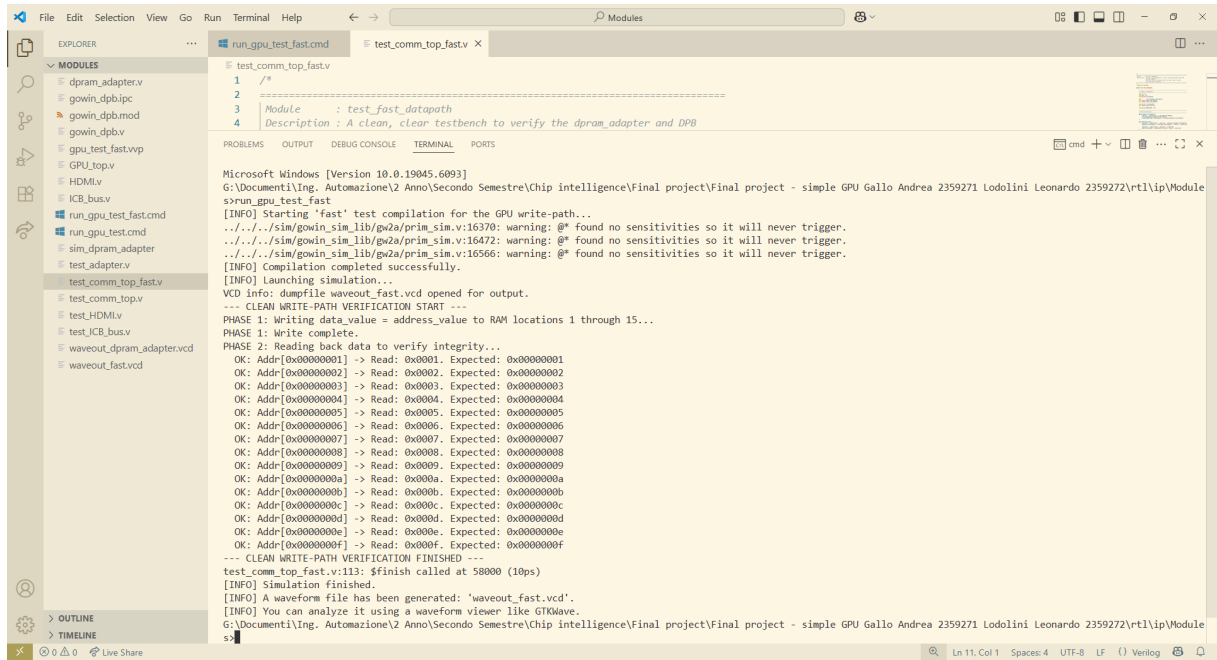 File Edit Selection View Go Run Terminal Help
Modules
EXPLORER
MODULES
dpram_adapter.v
gowin_dpb.ipc
gowin_dpb.mod
gowin_dpb.v
gpu_test_fast.vvp
GPU_top.v
HDMI.v
ICB_bus.v
run_gpu_test_fast.cmd
run_gpu_test.cmd
sim_dpram_adapter
test_adapter.v
test_comm_top_fast.v
test_comm_top.v
test_HDMI.v
test_ICB_bus.v
waveout_dpram_adapter.vcd
waveout_fast.vcd
OUTLINE
TIMELINE
run_gpu_test_fast.cmd test_comm_top_fast.v
test_comm_top_fast.v
1 /*
2 ==============================================================================
3 Module : test_fast_datapath
4 Description : A clean, clear testbench to verify the dpram_adapter and DPB
PROBLEMS OUTPUT DEBUG CONSOLE TERMINAL PORTS
cmd
Microsoft Windows [Version 10.0.19045.6093]
G:\Documenti\Ing. Automazione\2 Anno\Secondo Semestre\Chip intelligence\Final project\Final project - simple GPU Gallo Andrea 2359271 Lodolini Leonardo 2359272\rtl\ip\Module
s>run_gpu_test_fast
[INFO] Starting 'fast' test compilation for the GPU write-path...
../../../sim/gowin_sim_lib/gw2a/prim_sim.v:16370: warning: @* found no sensitivities so it will never trigger.
../../../sim/gowin_sim_lib/gw2a/prim_sim.v:16472: warning: @* found no sensitivities so it will never trigger.
../../../sim/gowin_sim_lib/gw2a/prim_sim.v:16566: warning: @* found no sensitivities so it will never trigger.
[INFO] Compilation completed successfully.
[INFO] Launching simulation...
VCD info: dumpfile waveout_fast.vcd opened for output.
--- CLEAN WRITE-PATH VERIFICATION START ---
PHASE 1: Writing data_value = address_value to RAM locations 1 through 15...
PHASE 1: Write complete.
PHASE 2: Reading back data to verify integrity...
OK: Addr[0x00000001] -> Read: 0x0001. Expected: 0x00000001
OK: Addr[0x00000002] -> Read: 0x0002. Expected: 0x00000002
OK: Addr[0x00000003] -> Read: 0x0003. Expected: 0x00000003
OK: Addr[0x00000004] -> Read: 0x0004. Expected: 0x00000004
OK: Addr[0x00000005] -> Read: 0x0005. Expected: 0x00000005
OK: Addr[0x00000006] -> Read: 0x0006. Expected: 0x00000006
OK: Addr[0x00000007] -> Read: 0x0007. Expected: 0x00000007
OK: Addr[0x00000008] -> Read: 0x0008. Expected: 0x00000008
OK: Addr[0x00000009] -> Read: 0x0009. Expected: 0x00000009
OK: Addr[0x0000000a] -> Read: 0x000a. Expected: 0x0000000a
OK: Addr[0x0000000b] -> Read: 0x000b. Expected: 0x0000000b
OK: Addr[0x0000000c] -> Read: 0x000c. Expected: 0x0000000c
OK: Addr[0x0000000d] -> Read: 0x000d. Expected: 0x0000000d
OK: Addr[0x0000000e] -> Read: 0x000e. Expected: 0x0000000e
OK: Addr[0x0000000f] -> Read: 0x000f. Expected: 0x0000000f
--- CLEAN WRITE-PATH VERIFICATION FINISHED ---
test_comm_top_fast.v:113: $finish called at 58000 (10ps)
[INFO] Simulation finished.
[INFO] A waveform file has been generated: 'waveout_fast.vcd'.
[INFO] You can analyze it using a waveform viewer like GTKWave.
G:\Documenti\Ing. Automazione\2 Anno\Secondo Semestre\Chip intelligence\Final project\Final project - simple GPU Gallo Andrea 2359271 Lodolini Leonardo 2359272\rtl\ip\Module
s>
0 0 Live Share Ln 11, Col 1 Spaces: 4 UTF-8 LF {} Verilog